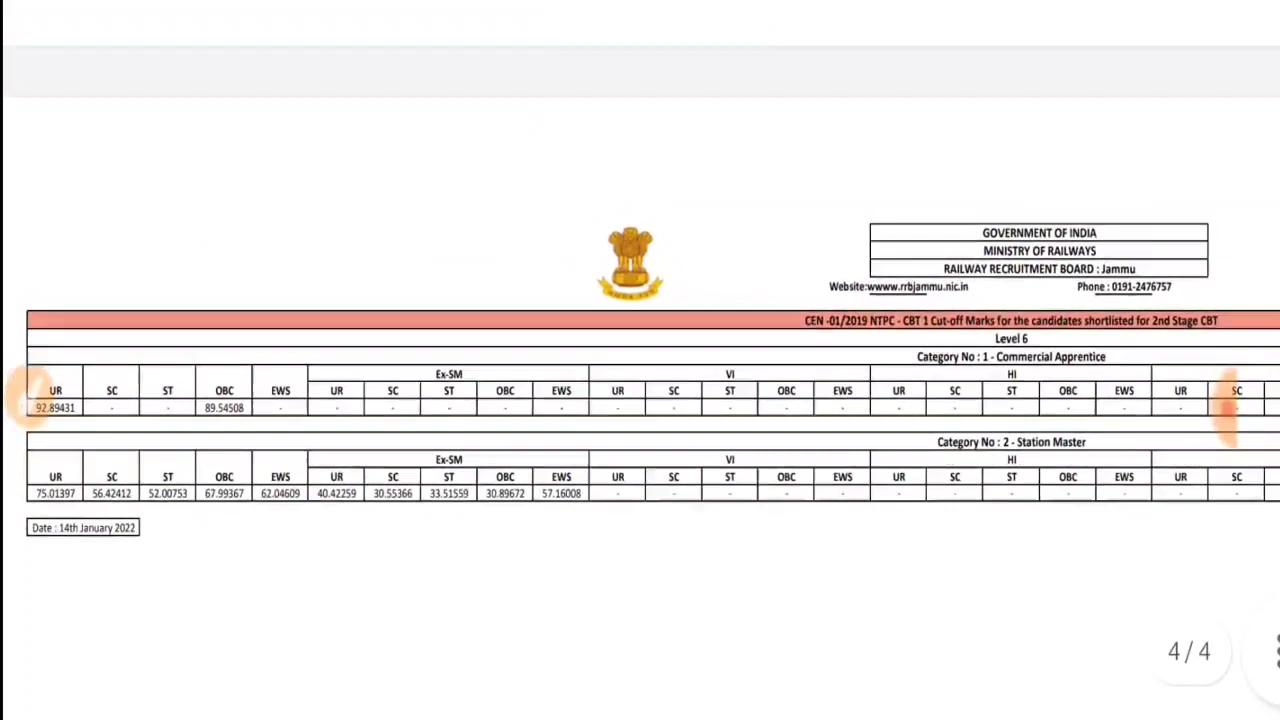 GOVERNMENT OF INDIA
MINISTRY OF RAILWAYS
RAILWAY RECRUITMENT BOARD : Jammu
Website:wwww.rrbjammu.nic.in Phone : 0191-2476757
CEN -01/2019 NTPC - CBT 1 Cut-off Marks for the candidates shortlisted for 2nd Stage CBT
Level 6
Category No : 1 - Commercial Apprentice
Ex-SM VI HI
UR SC ST OBC EWS UR SC ST OBC EWS UR SC ST OBC EWS UR SC ST OBC EWS UR SC
92.89431 - - 89.54508 - - - - - - - - - - - - - - - - - -
Category No : 2 - Station Master
Ex-SM VI HI
UR SC ST OBC EWS UR SC ST OBC EWS UR SC ST OBC EWS UR SC ST OBC EWS UR SC
75.01397 56.42412 52.00753 67.99367 62.04609 40.42259 30.55366 33.51559 30.89672 57.16008 - - - - - - - - - - - -
Date : 14th January 2022
4 / 4